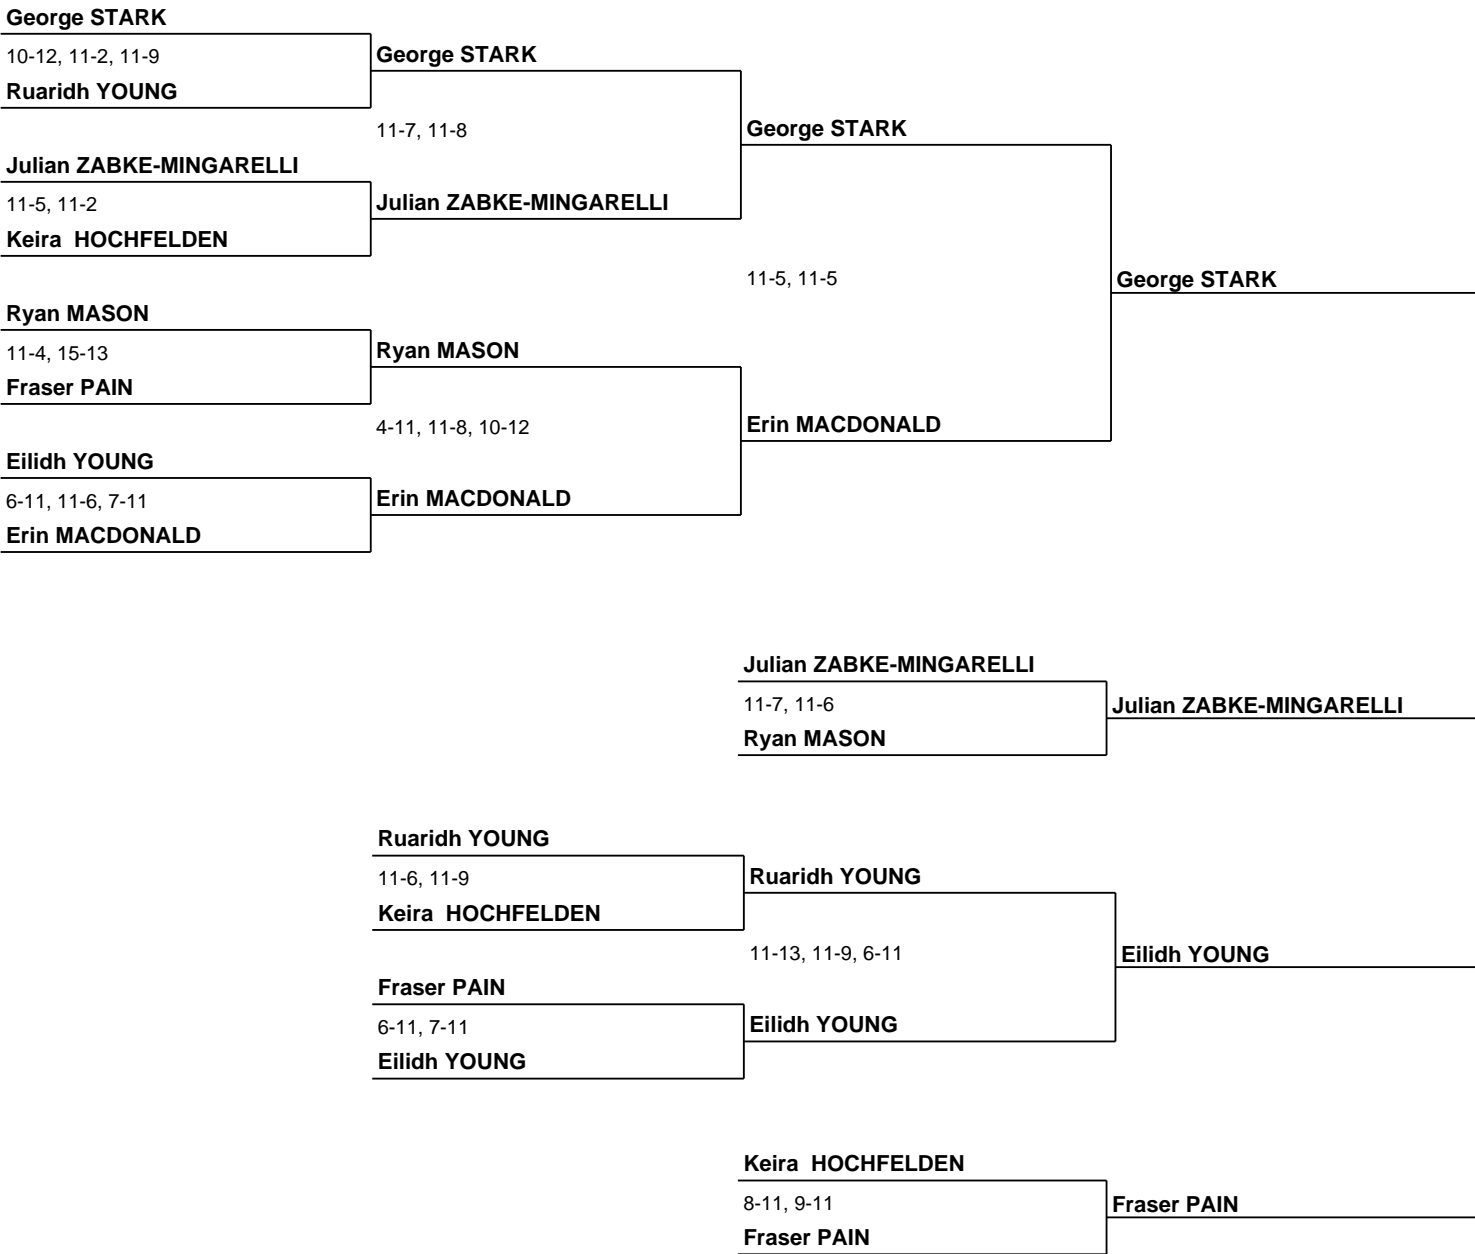 George STARK
10-12, 11-2, 11-9
George STARK
Ruaridh YOUNG
11-7, 11-8
George STARK
Julian ZABKE-MINGARELLI
11-5, 11-2
Julian ZABKE-MINGARELLI
Keira  HOCHFELDEN
11-5, 11-5
George STARK
Ryan MASON
11-4, 15-13
Ryan MASON
Fraser PAIN
4-11, 11-8, 10-12
Erin MACDONALD
Eilidh YOUNG
6-11, 11-6, 7-11
Erin MACDONALD
Erin MACDONALD
Julian ZABKE-MINGARELLI
11-7, 11-6
Julian ZABKE-MINGARELLI
Ryan MASON
Ruaridh YOUNG
11-6, 11-9
Ruaridh YOUNG
Keira  HOCHFELDEN
11-13, 11-9, 6-11
Eilidh YOUNG
Fraser PAIN
6-11, 7-11
Eilidh YOUNG
Eilidh YOUNG
Keira  HOCHFELDEN
8-11, 9-11
Fraser PAIN
Fraser PAIN